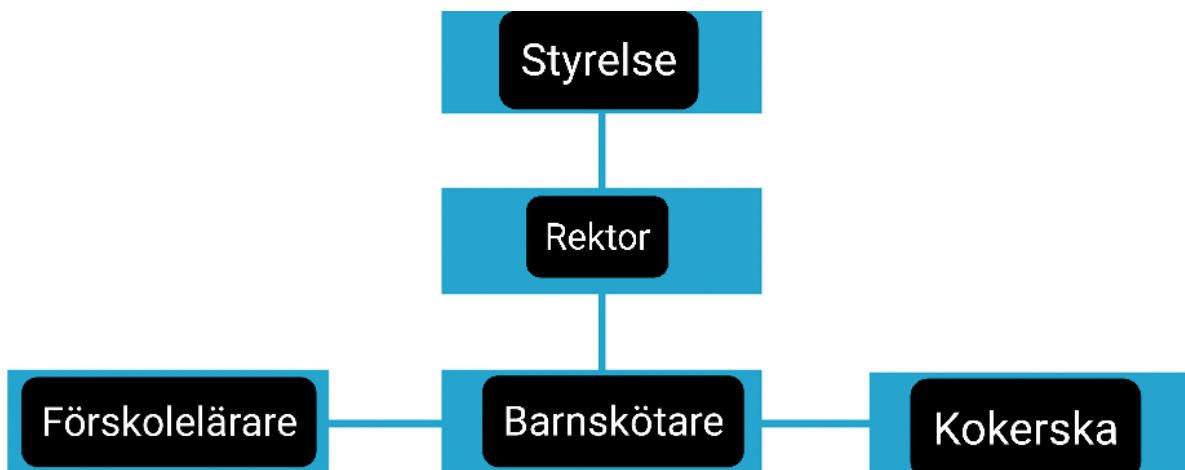 Styrelse
Rektor
Förskolelärare
Barnskötare
Kokerska